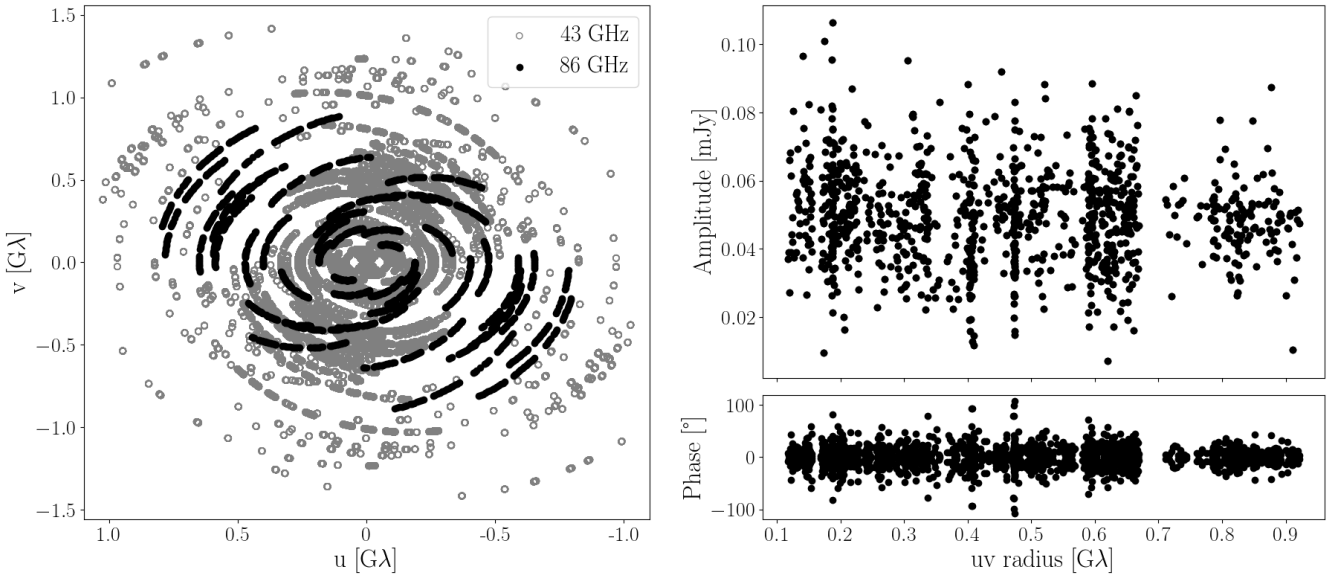 43 GHz
86 GHz
1.5
1.0
0.5
0.0
−0.5
−1.0
−1.5
v [Gλ]
1.0 0.5 0 -0.5 -1.0
u [Gλ]
0.10
0.08
0.06
0.04
0.02
Amplitude [mJy]
100
0
−100
Phase [°]
0.1 0.2 0.3 0.4 0.5 0.6 0.7 0.8 0.9
uv radius [Gλ]